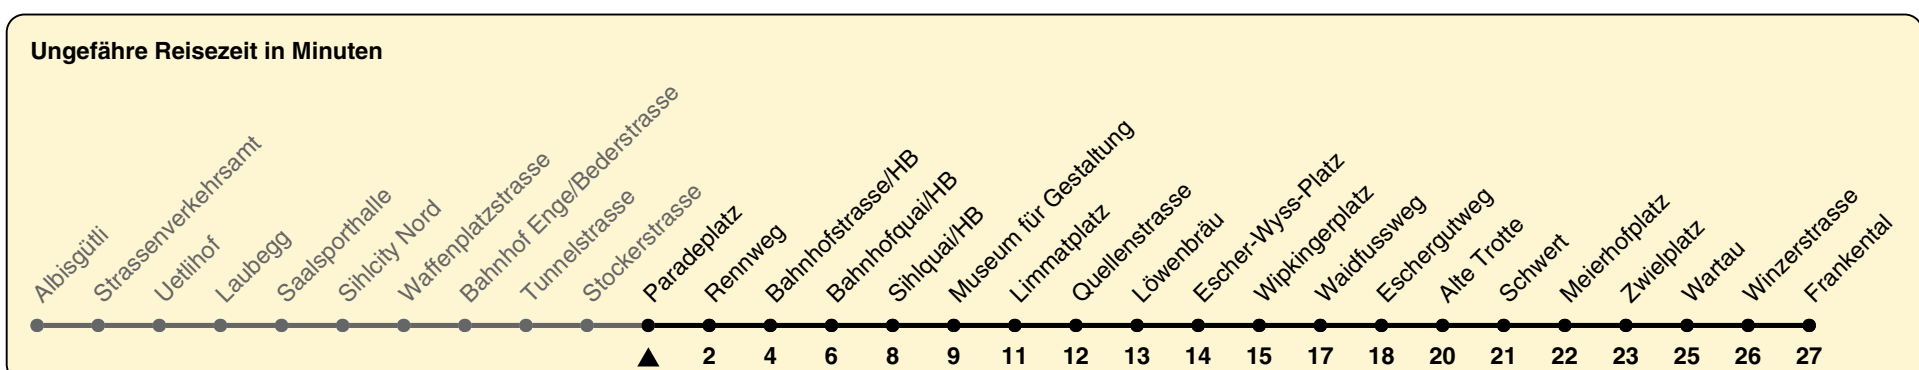 Ungefähre Reisezeit in Minuten
Albisgütli
Strassenverkehrsamt
Uetlihof
Laubegg
Saalsporthalle
Sihlcity Nord
Waffenplatzstrasse
Bahnhof Enge/Bederstrasse
Tunnelstrasse
Stockerstrasse
Paradeplatz
Rennweg
Bahnhofstrasse/HB
Bahnhofquai/HB
Sihlquai/HB
Museum für Gestaltung
Limmatplatz
Quellenstrasse
Löwenbräu
Escher-Wyss-Platz
Wipkingerplatz
Waidfussweg
Eschergutweg
Alte Trotte
Schwert
Meierhofplatz
Zwielplatz
Wartau
Winzerstrasse
Frankental
2 4 6 8 9 11 12 13 14 15 17 18 20 21 22 23 25 26 27